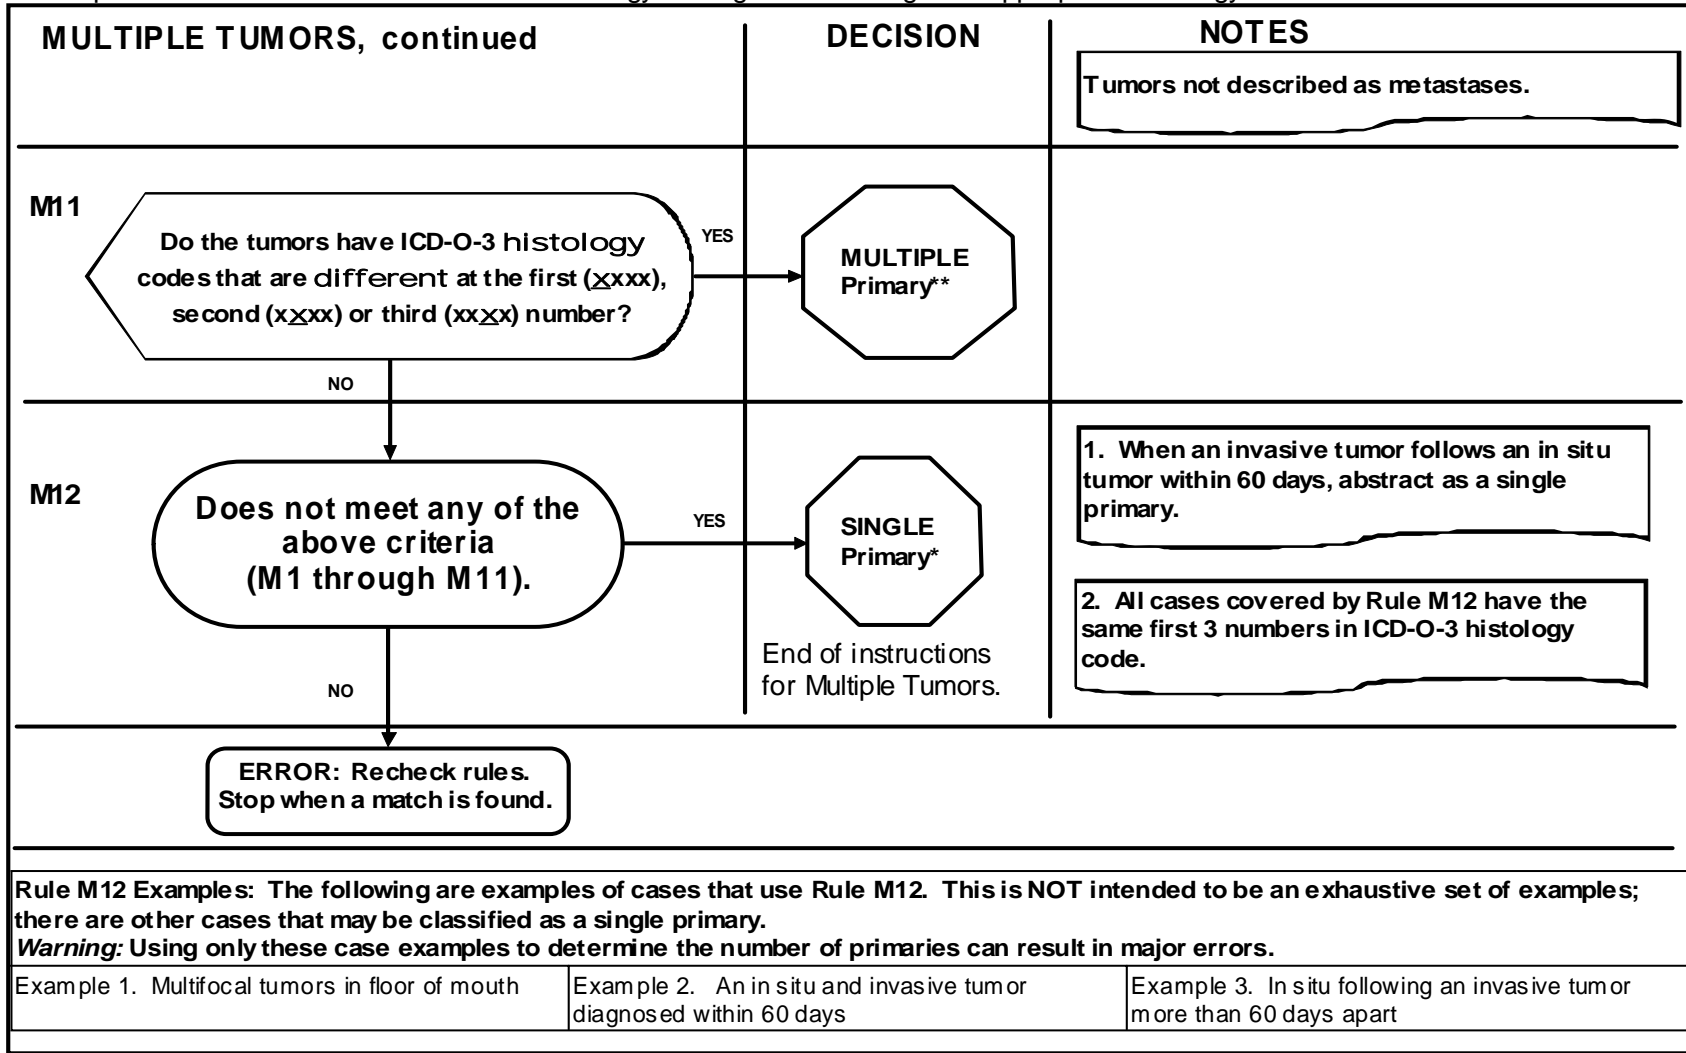 MULTIPLE TUMORS, continued
DECISION
NOTES
Tumors not described as metastases.
M11
Do the tumors have ICD-O-3 histology
codes that are different at the first (xxxx),
second (xxxx) or third (xxxx) number?
YES
MULTIPLE
Primary**
NO
M12
Does not meet any of the
above criteria
(M1 through M11).
YES
SINGLE
Primary*
End of instructions
for Multiple Tumors.
1. When an invasive tumor follows an in situ
tumor within 60 days, abstract as a single
primary.
2. All cases covered by Rule M12 have the
same first 3 numbers in ICD-O-3 histology
code.
NO
ERROR: Recheck rules.
Stop when a match is found.
Rule M12 Examples: The following are examples of cases that use Rule M12. This is NOT intended to be an exhaustive set of examples;
there are other cases that may be classified as a single primary.
Warning: Using only these case examples to determine the number of primaries can result in major errors.
Example 1. Multifocal tumors in floor of mouth
Example 2. An in situ and invasive tumor
diagnosed within 60 days
Example 3. In situ following an invasive tumor
more than 60 days apart